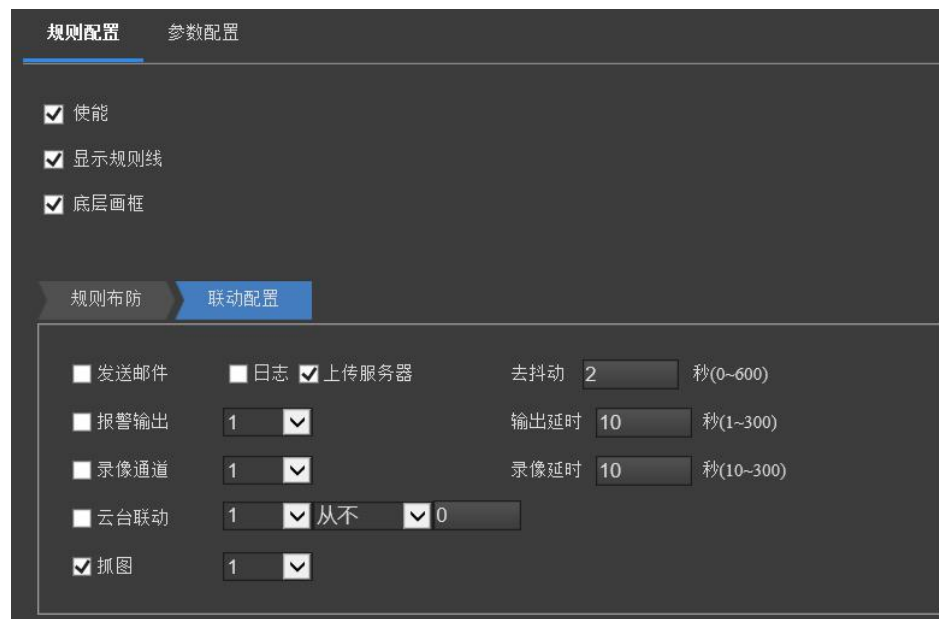 规则配置 参数配置
使能
显示规则线
底层画框
规则布防 联动配置
发送邮件 日志 上传服务器 去抖动 2 秒(0~600)
报警输出 1 输出延时 10 秒(1~300)
录像通道 1 录像延时 10 秒(10~300)
云台联动 1 从不 0
抓图 1